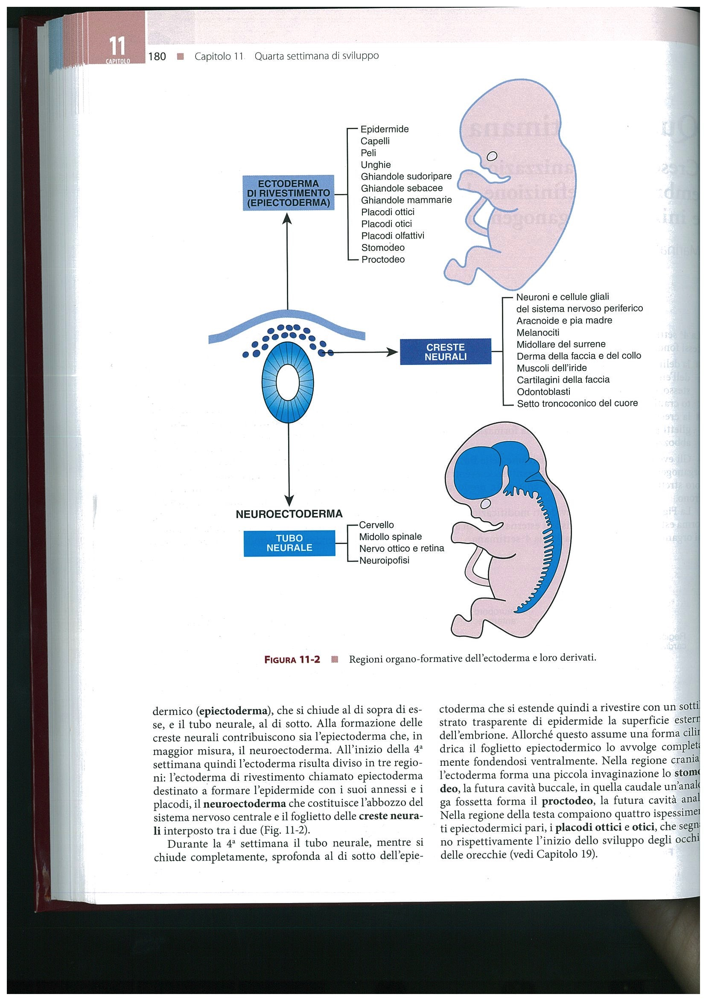 11
CAPITOLO
180 ■ Capitolo 11 Quarta settimana di sviluppo
Epidermide
Capelli
Peli
Unghie
Ghiandole sudoripare
Ghiandole sebacee
Ghiandole mammarie
Placodi ottici
Placodi otici
Placodi olfattivi
Stomodeo
Proctodeo
ECTODERMA
DI RIVESTIMENTO
(EPIECTODERMA)
Neuroni e cellule gliali
del sistema nervoso periferico
Aracnoide e pia madre
Melanociti
Midollare del surrene
Derma della faccia e del collo
Muscoli dell'iride
Cartilagini della faccia
Odontoblasti
Setto troncoconico del cuore
CRESTE
NEURALI
NEUROECTODERMA
TUBO
NEURALE
Cervello
Midollo spinale
Nervo ottico e retina
Neuroipofisi
FIGURA 11-2 ■ Regioni organo-formative dell'ectoderma e loro derivati.
dermico (epiectoderma), che si chiude al di sopra di es-
se, e il tubo neurale, al di sotto. Alla formazione delle
creste neurali contribuiscono sia l'epiectoderma che, in
maggior misura, il neuroectoderma. All'inizio della 4ª
settimana quindi l'ectoderma risulta diviso in tre regio-
ni: l'ectoderma di rivestimento chiamato epiectoderma
destinato a formare l'epidermide con i suoi annessi e i
placodi, il neuroectoderma che costituisce l'abbozzo del
sistema nervoso centrale e il foglietto delle creste neura-
li interposto tra i due (Fig. 11-2).
Durante la 4ª settimana il tubo neurale, mentre si
chiude completamente, sprofonda al di sotto dell'epie-
ctoderma che si estende quindi a rivestire con un
strato trasparente di epidermide la superficie
dell'embrione. Allorché questo assume una forma
drica il foglietto epiectodermico lo avvolge
mente fondendosi ventralmente. Nella regione
l'ectoderma forma una piccola invaginazione lo
deo, la futura cavità buccale, in quella caudale
ga fossetta forma il proctodeo, la futura cavità
Nella regione della testa compaiono quattro
ti epiectodermici pari, i placodi ottici e otici, che
no rispettivamente l'inizio dello sviluppo degli occhi
delle orecchie (vedi Capitolo 19).